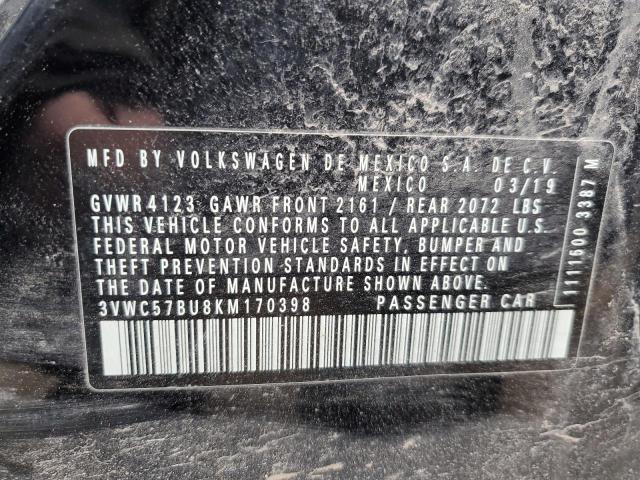 MFD BY VOLKSWAGEN DE MEXICO S.A. DE C.V.
MEXICO 03/19
GVWR 4123 GAWR FRONT 2161 / REAR 2072 LBS
THIS VEHICLE CONFORMS TO ALL APPLICABLE U.S.
FEDERAL MOTOR VEHICLE SAFETY, BUMPER AND
THEFT PREVENTION STANDARDS IN EFFECT ON
THE DATE OF MANUFACTURE SHOWN ABOVE.
3VWC57BU8KM170398 PASSENGER CAR
1111600 3387 M